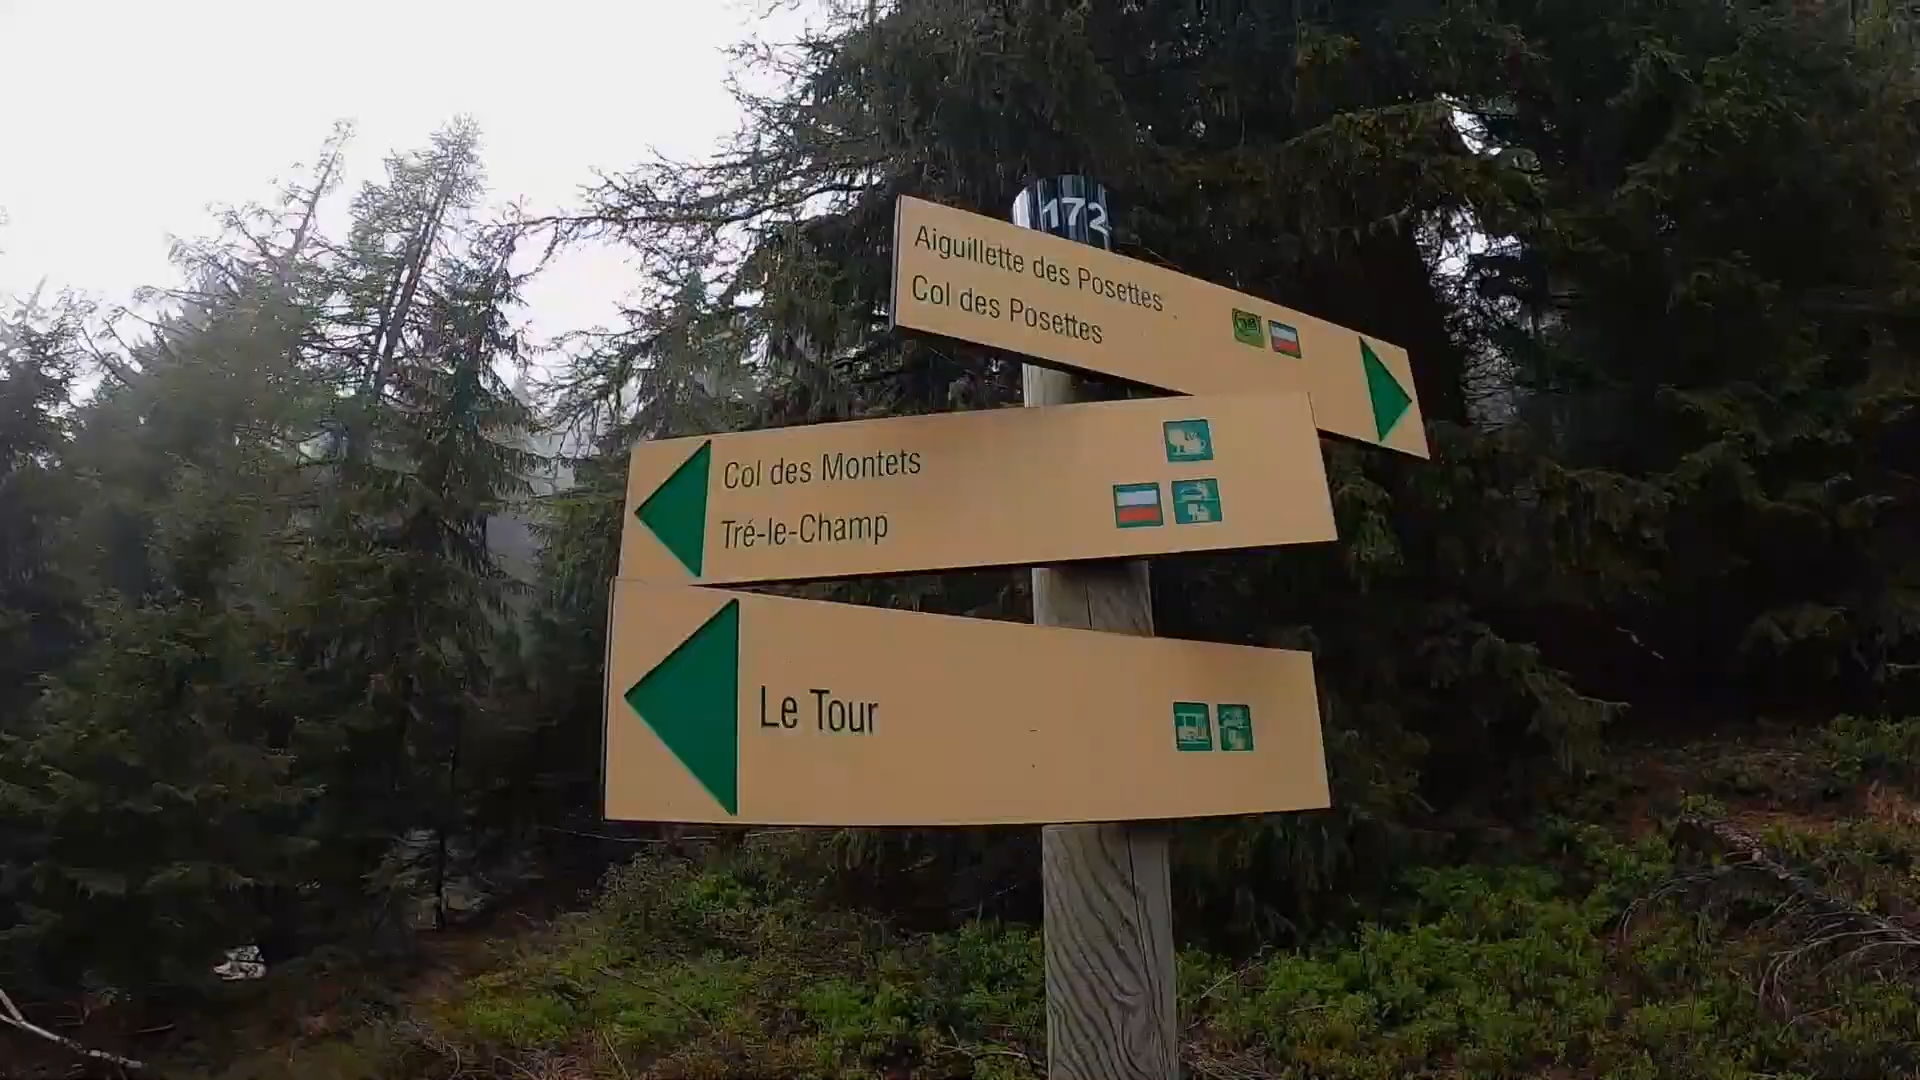 172
Aiguillette des Posettes
Col des Posettes
Col des Montets
Tré-le-Champ
Le Tour